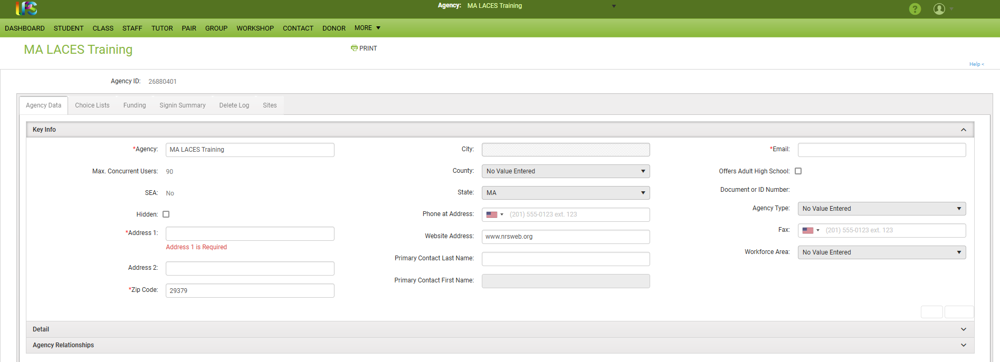 LPS
Agency: MA LACES Training
?
DASHBOARD STUDENT CLASS STAFF TUTOR PAIR GROUP WORKSHOP CONTACT DONOR MORE
MA LACES Training
PRINT
Help <
Agency ID: 26880401
Agency Data Choice Lists Funding Signin Summary Delete Log Sites
Key Info
*Agency: MA LACES Training
Max. Concurrent Users: 90
SEA: No
Hidden:
*Address 1:
Address 1 is Required
Address 2:
*Zip Code: 29379
City:
County: No Value Entered
State: MA
Phone at Address: (201) 555-0123 ext. 123
Website Address: www.nrsweb.org
Primary Contact Last Name:
Primary Contact First Name:
*Email:
Offers Adult High School:
Document or ID Number:
Agency Type: No Value Entered
Fax: (201) 555-0123 ext. 123
Workforce Area: No Value Entered
Detail
Agency Relationships